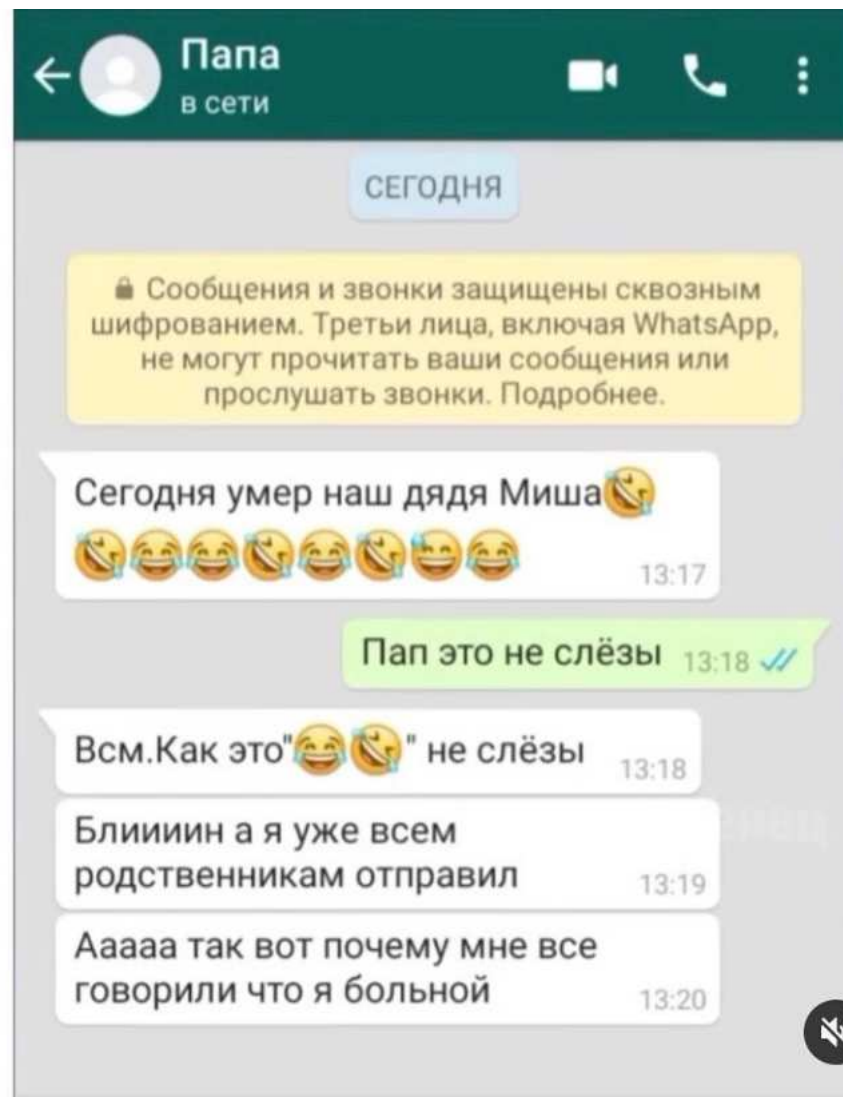 Папа
в сети
СЕГОДНЯ
🔒 Сообщения и звонки защищены сквозным
шифрованием. Третьи лица, включая WhatsApp,
не могут прочитать ваши сообщения или
прослушать звонки. Подробнее.
Сегодня умер наш дядя Миша🤣
🤣😂😂🤣😂🤣😅😂
13:17
Пап это не слёзы 13:18
Всм.Как это"😂🤣" не слёзы 13:18
Блиииин а я уже всем
родственникам отправил 13:19
Ааааа так вот почему мне все
говорили что я больной 13:20